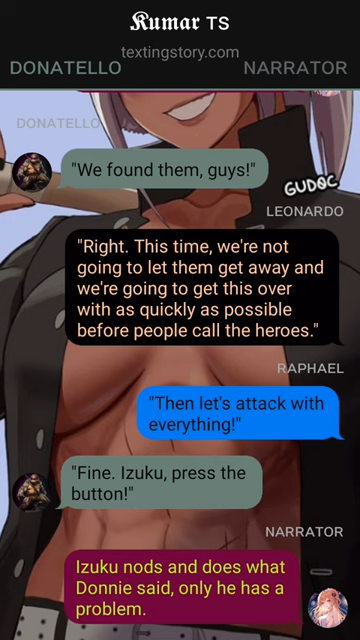 Kumar TS
textingstory.com
DONATELLO NARRATOR
DONATELLO
"We found them, guys!"
GUDØC
LEONARDO
"Right. This time, we're not
going to let them get away and
we're going to get this over
with as quickly as possible
before people call the heroes."
RAPHAEL
"Then let's attack with
everything!"
"Fine. Izuku, press the
button!"
NARRATOR
Izuku nods and does what
Donnie said, only he has a
problem.